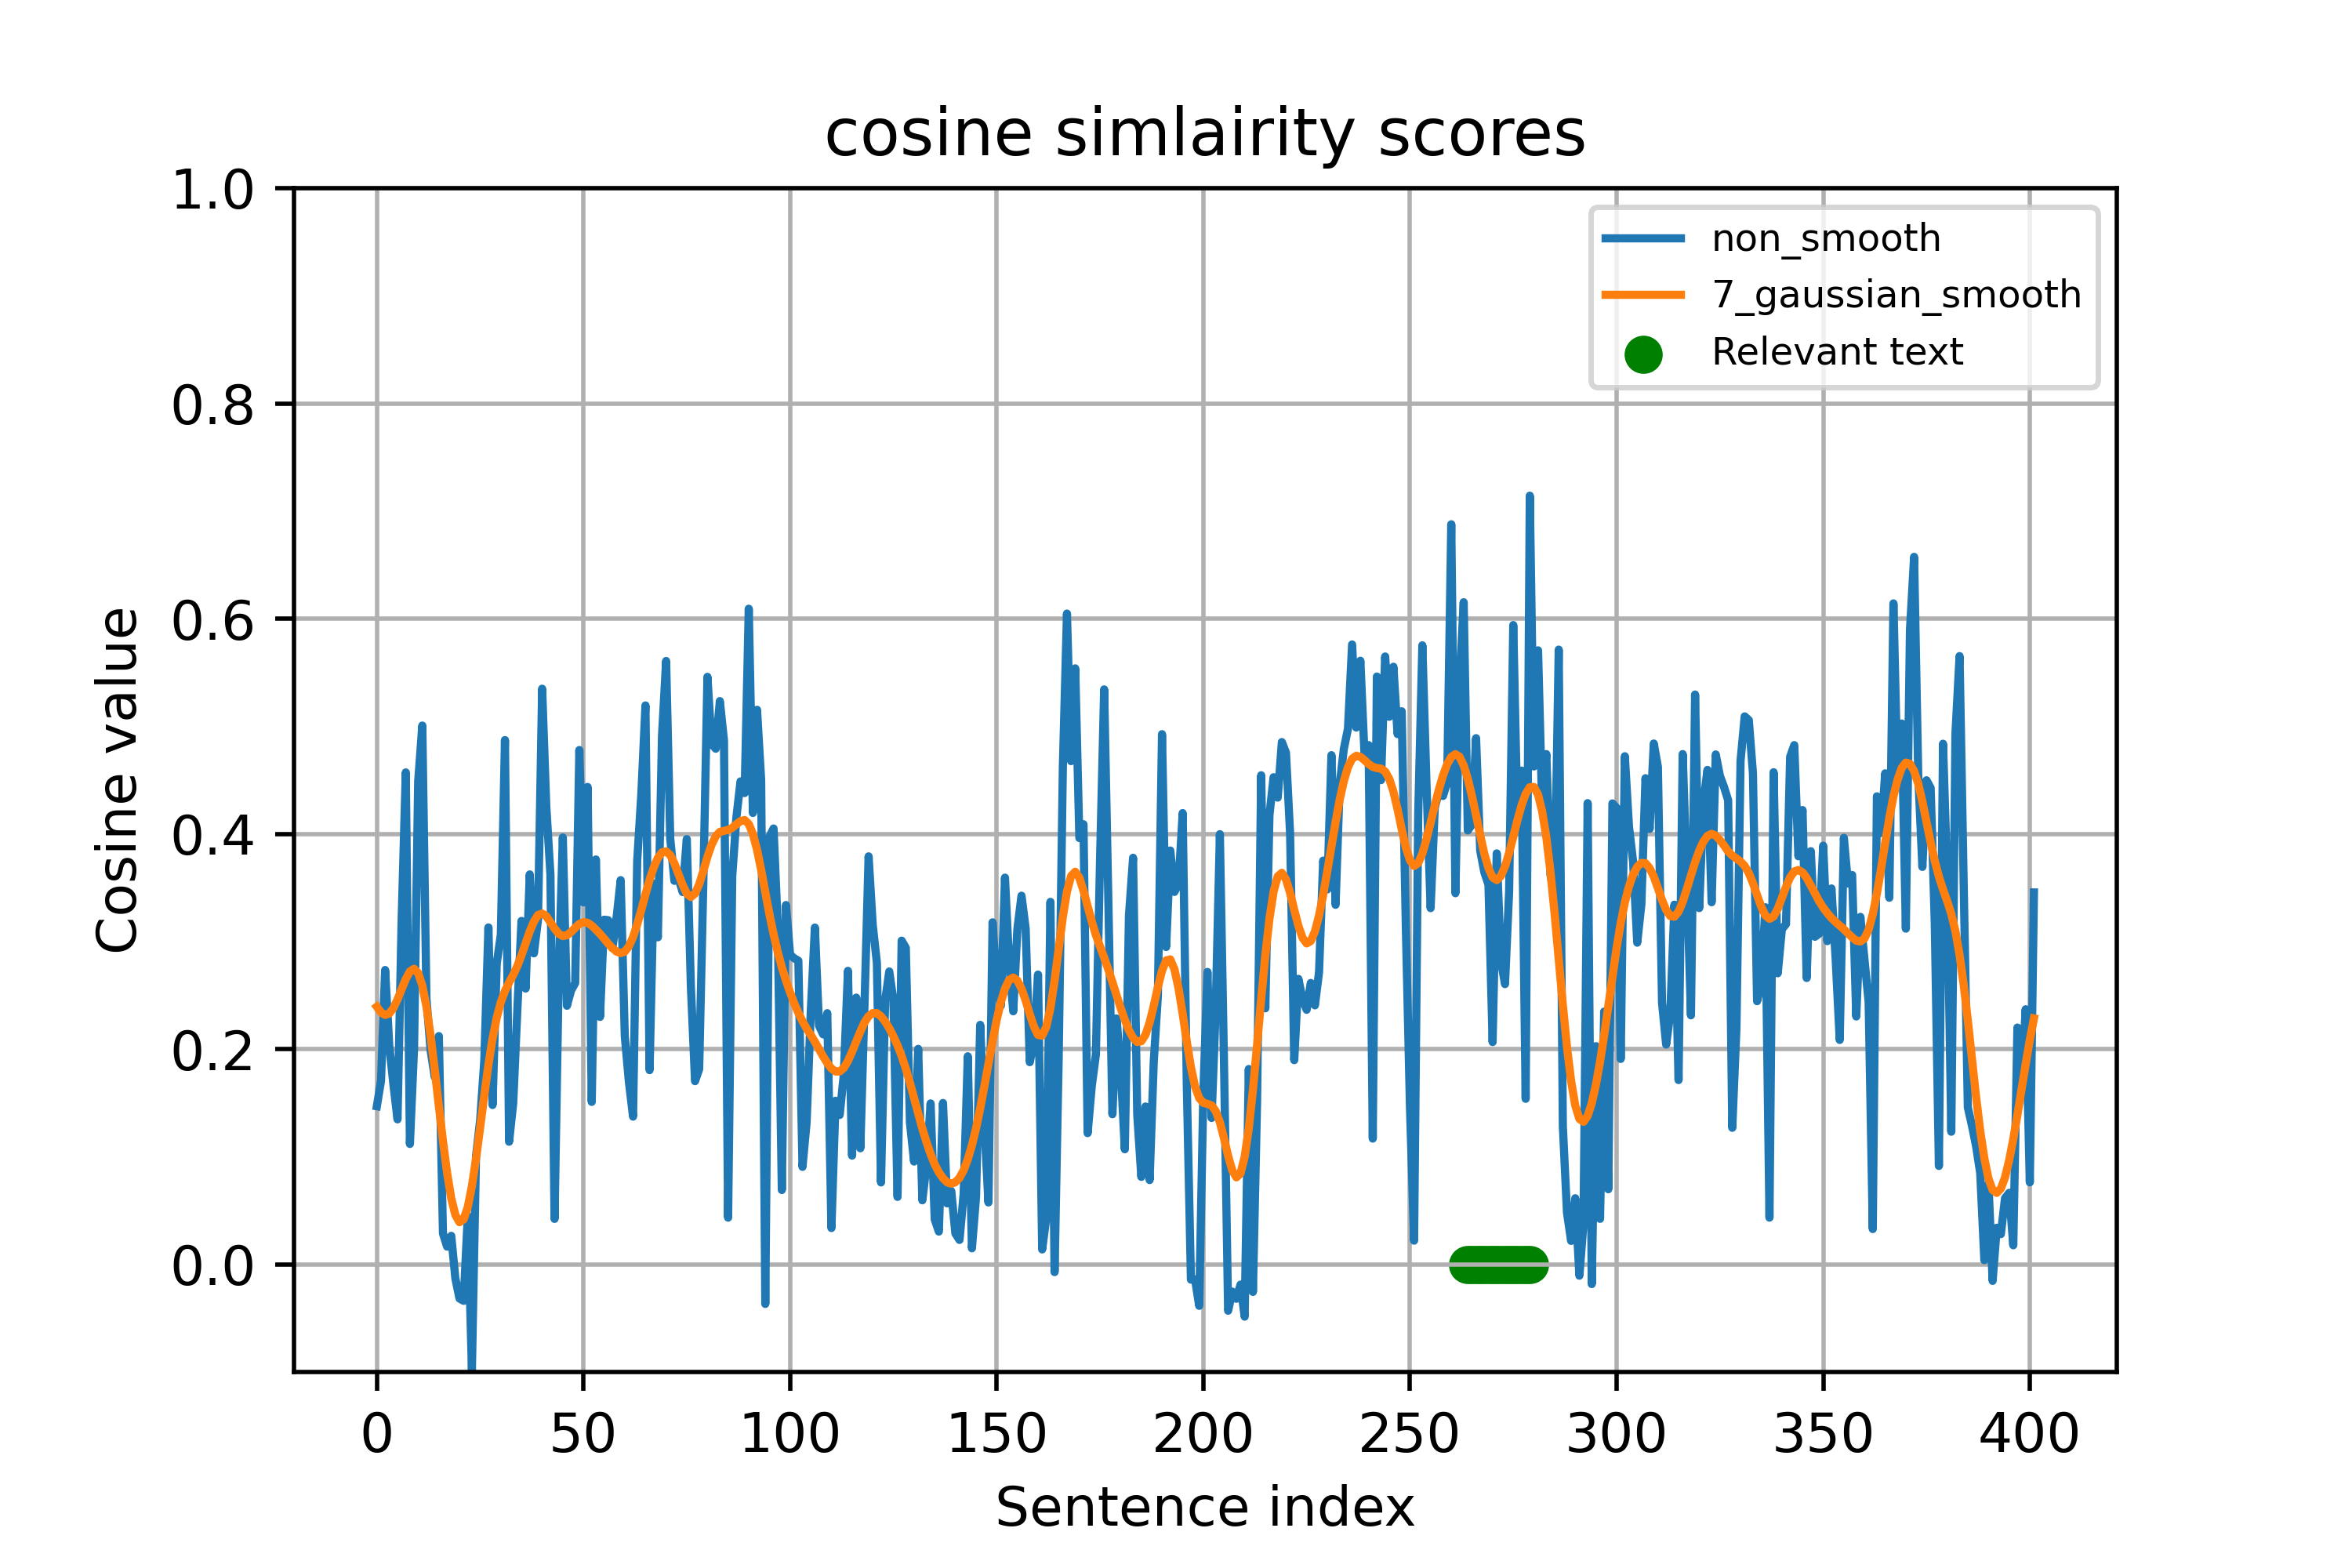 cosine simlairity scores
1.0
0.8
0.6
0.4
0.2
0.0
Cosine value
non_smooth
7_gaussian_smooth
Relevant text
0 50 100 150 200 250 300 350 400
Sentence index